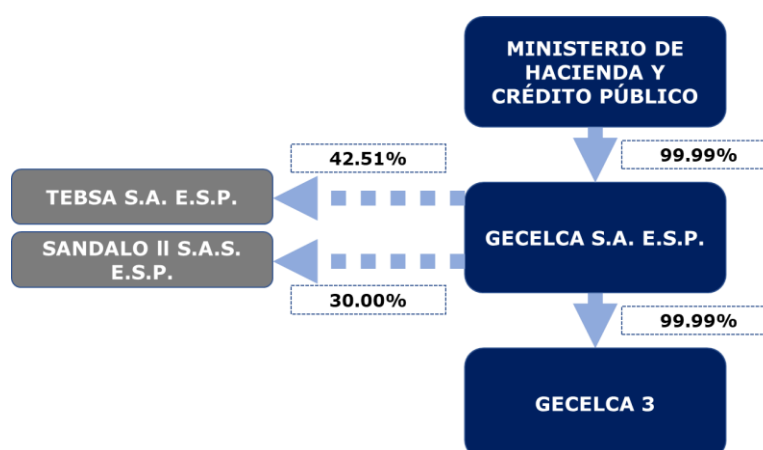 MINISTERIO DE
HACIENDA Y
CRÉDITO PÚBLICO
42.51%
99.99%
TEBSA S.A. E.S.P.
GECELCA S.A. E.S.P.
SANDALO II S.A.S.
E.S.P.
30.00%
99.99%
GECELCA 3